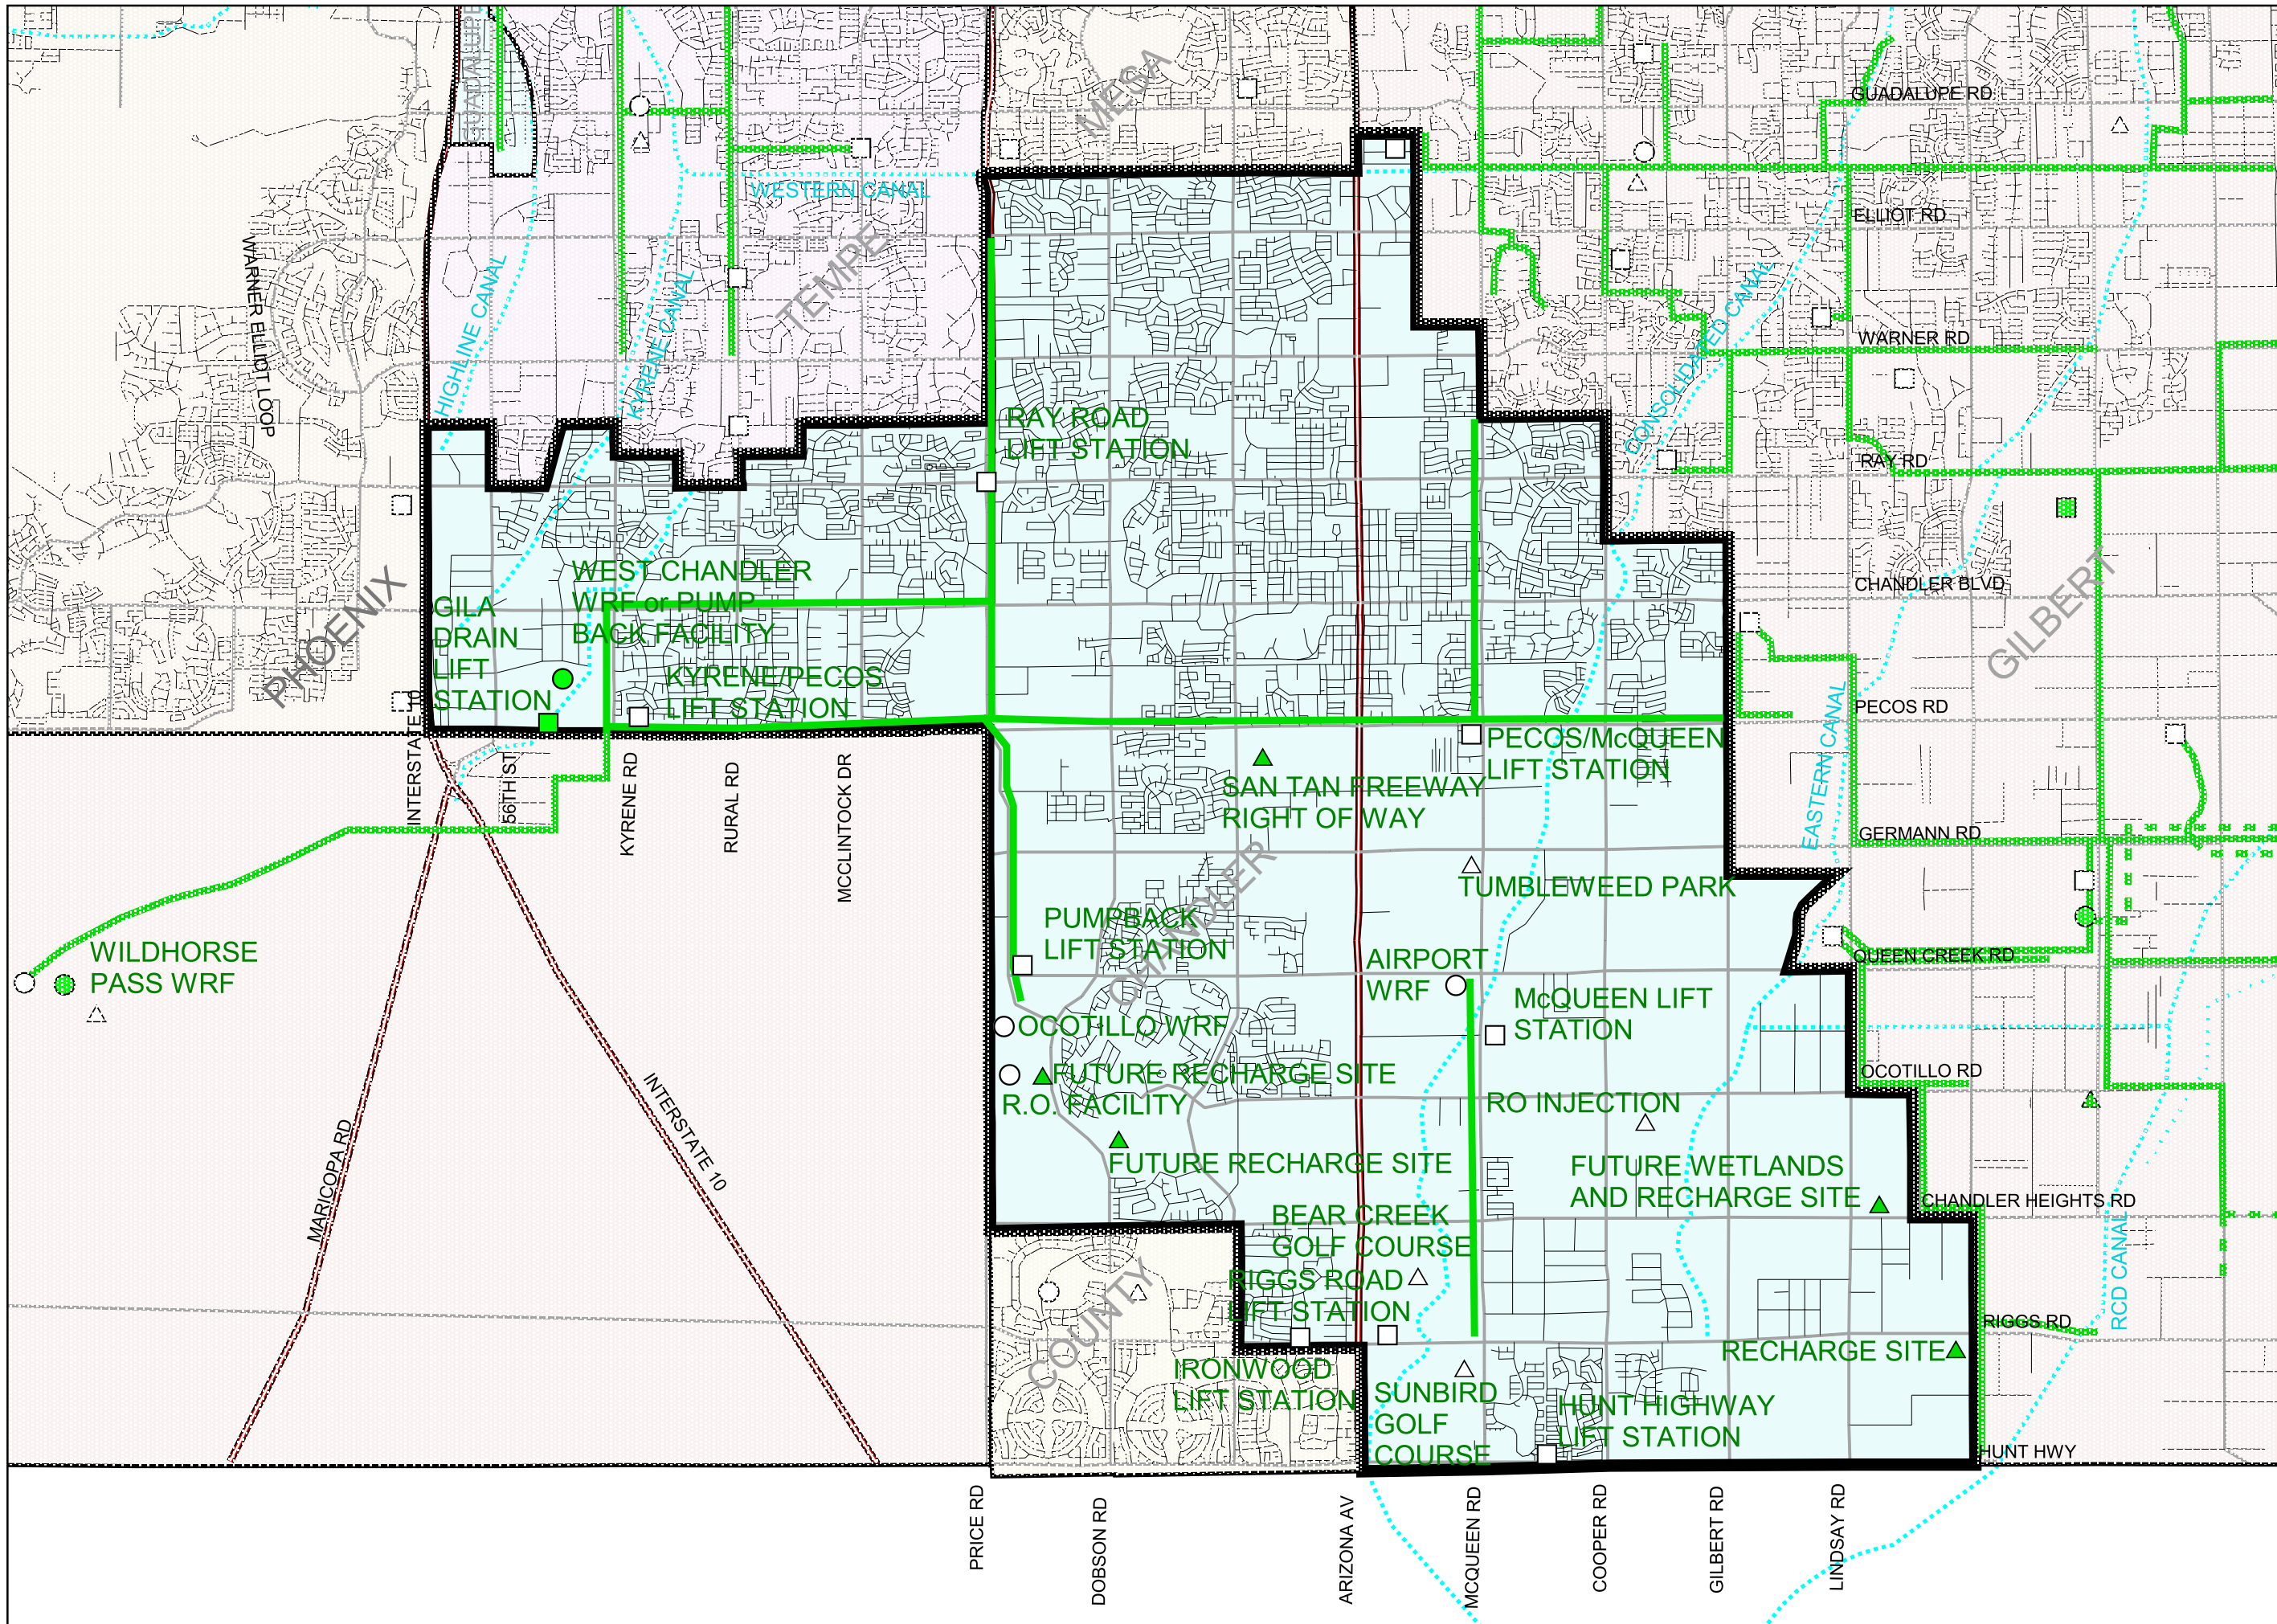 GUADALUPE
MESA
GUADALUPE RD
WESTERN CANAL
ELLIOT RD
WARNER ELLIOT LOOP
TEMPE
HIGHLINE CANAL
KYRENE CANAL
CONSOLIDATED CANAL
WARNER RD
RAY ROAD
LIFT STATION
RAY RD
WEST CHANDLER
WRF or PUMP
BACK FACILITY
CHANDLER BLVD
GILBERT
PHOENIX
GILA
DRAIN
LIFT
STATION
KYRENE/PECOS
LIFT STATION
PECOS RD
EASTERN CANAL
INTERSTATE 10
56TH ST
KYRENE RD
RURAL RD
MCCLINTOCK DR
PECOS/McQUEEN
LIFT STATION
SAN TAN FREEWAY
RIGHT OF WAY
GERMANN RD
CHANDLER
TUMBLEWEED PARK
PUMPBACK
LIFT STATION
WILDHORSE
PASS WRF
AIRPORT
WRF
QUEEN CREEK RD
McQUEEN LIFT
STATION
OCOTILLO WRF
FUTURE RECHARGE SITE
R.O. FACILITY
OCOTILLO RD
RO INJECTION
INTERSTATE 10
MARICOPA RD
FUTURE RECHARGE SITE
FUTURE WETLANDS
AND RECHARGE SITE
CHANDLER HEIGHTS RD
BEAR CREEK
GOLF COURSE
RIGGS ROAD
LIFT STATION
RCD CANAL
COUNTY
RIGGS RD
RECHARGE SITE
IRONWOOD
LIFT STATION
SUNBIRD
GOLF
COURSE
HUNT HIGHWAY
LIFT STATION
HUNT HWY
PRICE RD
DOBSON RD
ARIZONA AV
MCQUEEN RD
COOPER RD
GILBERT RD
LINDSAY RD